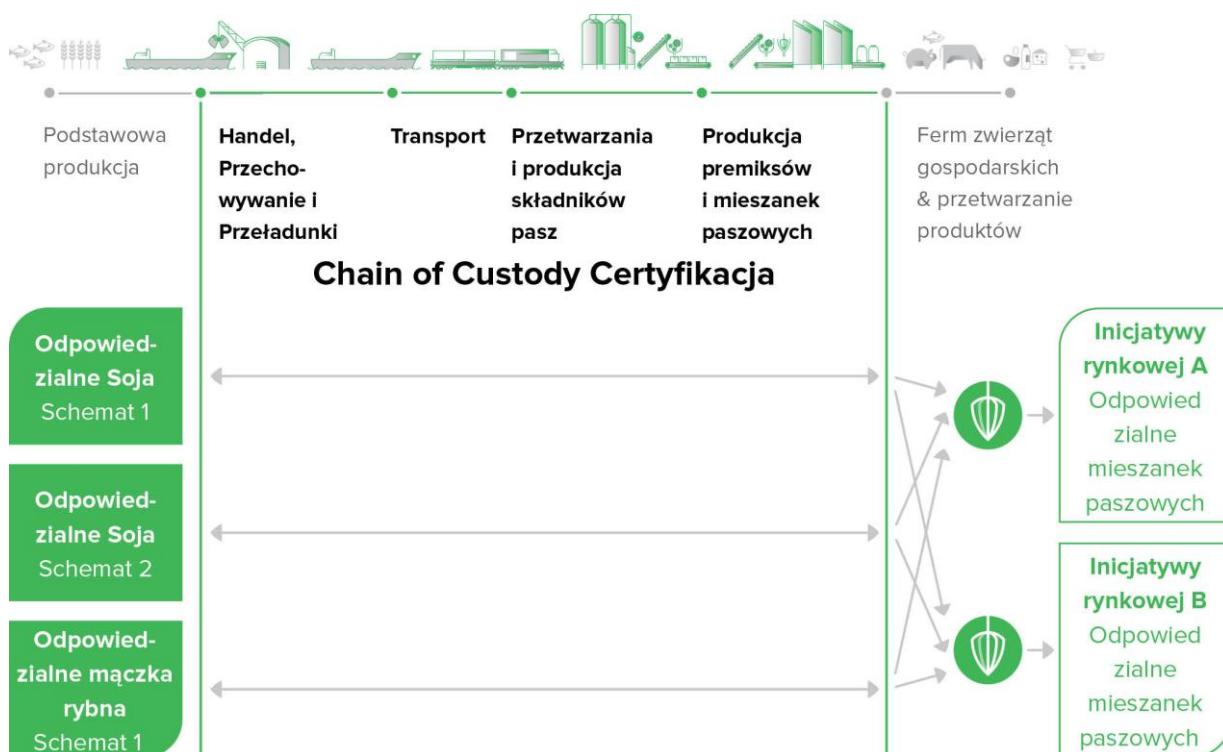 Podstawowa
produkcja
Handel,
Przecho-
wywanie i
Przeładunki
Transport
Przetwarzania
i produkcja
składników
pasz
Produkcja
premiksów
i mieszanek
paszowych
Ferm zwierząt
gospodarskich
& przetwarzanie
produktów
Chain of Custody Certyfikacja
Odpowied-
zialne Soja
Schemat 1
Odpowied-
zialne Soja
Schemat 2
Odpowied-
zialne mączka
rybna
Schemat 1
Inicjatywy
rynkowej A
Odpowied
zialne
mieszanek
paszowych
Inicjatywy
rynkowej B
Odpowied
zialne
mieszanek
paszowych